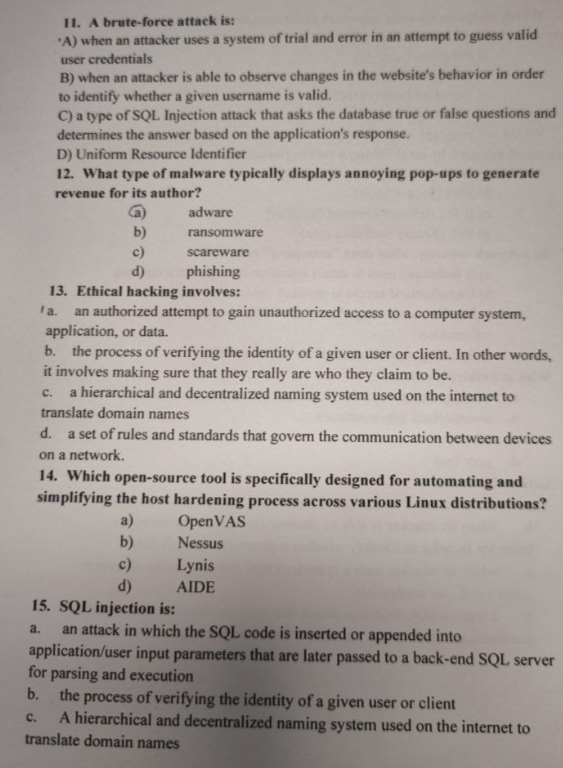 11. A brute-force attack is:
A) when an attacker uses a system of trial and error in an attempt to guess valid
user credentials
B) when an attacker is able to observe changes in the website's behavior in order
to identify whether a given username is valid.
C) a type of SQL Injection attack that asks the database true or false questions and
determines the answer based on the application's response.
D) Uniform Resource Identifier
12. What type of malware typically displays annoying pop-ups to generate
revenue for its author?
a) adware
b) ransomware
c) scareware
d) phishing
13. Ethical hacking involves:
a. an authorized attempt to gain unauthorized access to a computer system,
application, or data.
b. the process of verifying the identity of a given user or client. In other words,
it involves making sure that they really are who they claim to be.
c. a hierarchical and decentralized naming system used on the internet to
translate domain names
d. a set of rules and standards that govern the communication between devices
on a network.
14. Which open-source tool is specifically designed for automating and
simplifying the host hardening process across various Linux distributions?
a) OpenVAS
b) Nessus
c) Lynis
d) AIDE
15. SQL injection is:
a. an attack in which the SQL code is inserted or appended into
application/user input parameters that are later passed to a back-end SQL server
for parsing and execution
b. the process of verifying the identity of a given user or client
c. A hierarchical and decentralized naming system used on the internet to
translate domain names